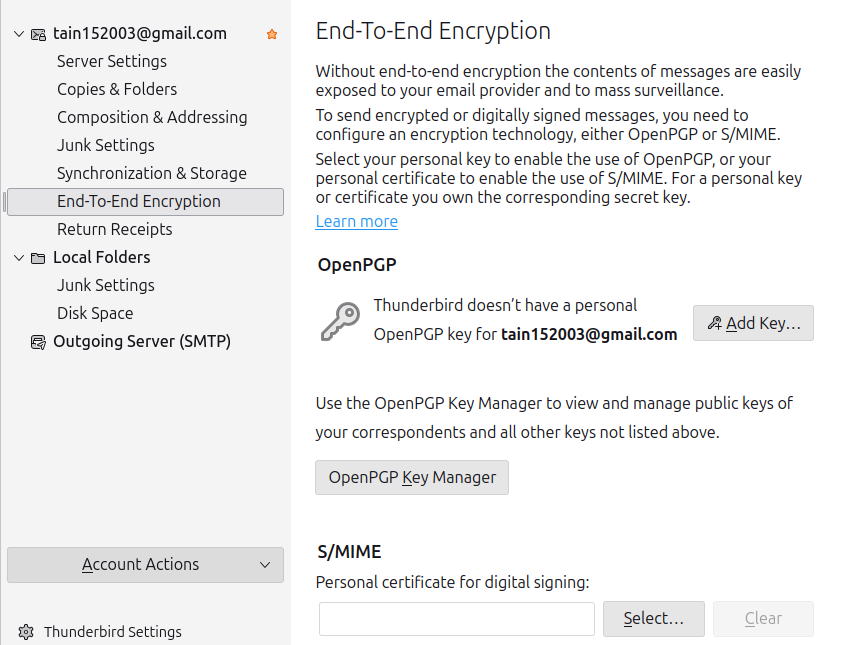 tain152003@gmail.com
Server Settings
Copies & Folders
Composition & Addressing
Junk Settings
Synchronization & Storage
End-To-End Encryption
Return Receipts
Local Folders
Junk Settings
Disk Space
Outgoing Server (SMTP)
Account Actions
Thunderbird Settings
End-To-End Encryption
Without end-to-end encryption the contents of messages are easily
exposed to your email provider and to mass surveillance.
To send encrypted or digitally signed messages, you need to
configure an encryption technology, either OpenPGP or S/MIME.
Select your personal key to enable the use of OpenPGP, or your
personal certificate to enable the use of S/MIME. For a personal key
or certificate you own the corresponding secret key.
Learn more
OpenPGP
Thunderbird doesn’t have a personal
OpenPGP key for tain152003@gmail.com
Add Key…
Use the OpenPGP Key Manager to view and manage public keys of
your correspondents and all other keys not listed above.
OpenPGP Key Manager
S/MIME
Personal certificate for digital signing:
Select…
Clear